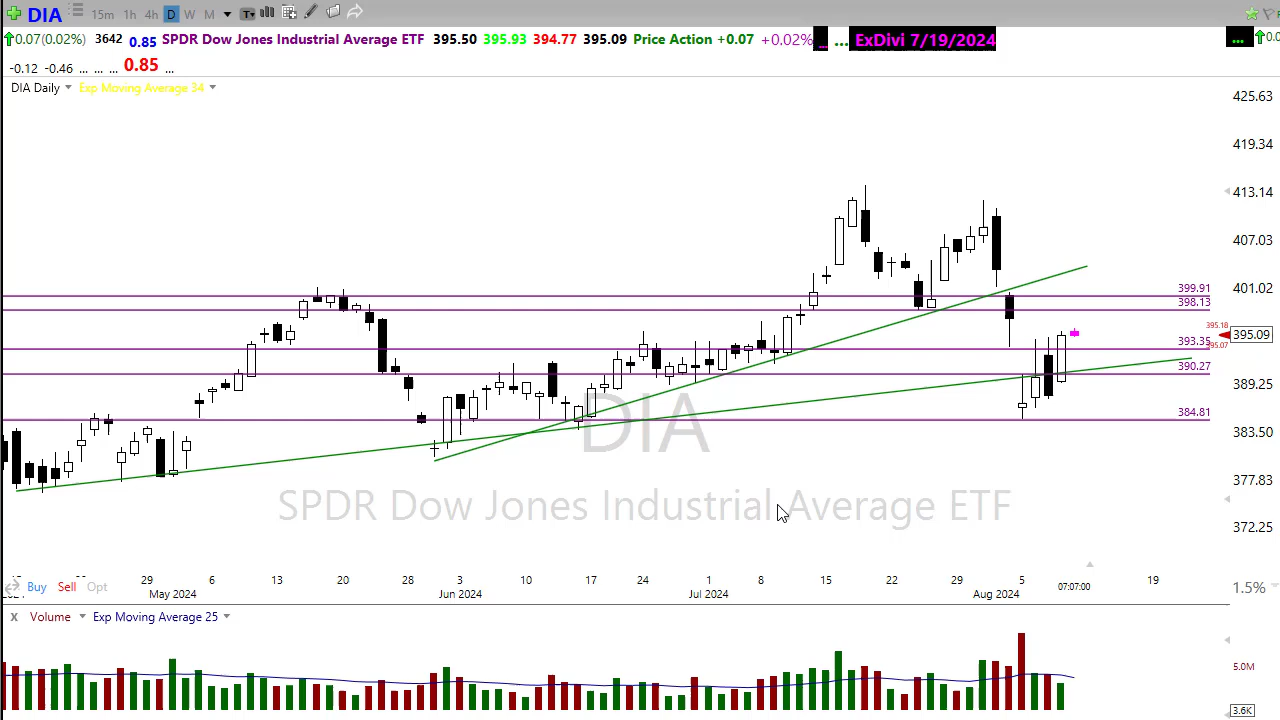 DIA 15m 1h 4h D W M T
0.07(0.02%) 3642 0.85 SPDR Dow Jones Industrial Average ETF 395.50 395.93 394.77 395.09 Price Action +0.07 +0.02% ... ... ExDivi 7/19/2024 ...
-0.12 -0.46 ... ... ... 0.85 ...
DIA Daily Exp Moving Average 34
425.63
419.34
413.14
407.03
401.02
399.91
398.13
395.18
395.09
393.35
395.07
390.27
389.25
384.81
383.50
377.83
372.25
DIA
SPDR Dow Jones Industrial Average ETF
Buy Sell Opt
29 6 13 20 28 3 10 17 24 1 8 15 22 29 5 07:07:00 19 1.5%
May 2024 Jun 2024 Jul 2024 Aug 2024
X Volume Exp Moving Average 25
5.0M
3.6K